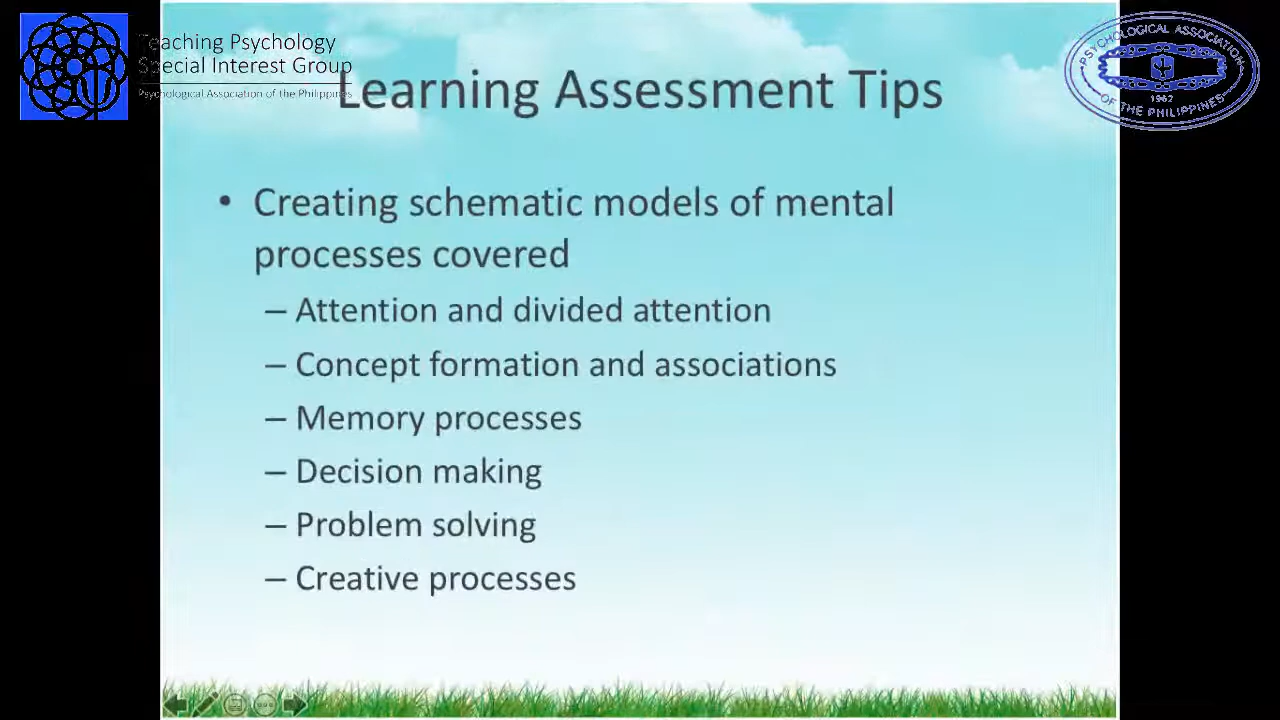 Teaching Psychology
Special Interest Group
Psychological Association of the Philippines
Learning Assessment Tips
PSYCHOLOGICAL ASSOCIATION
OF THE PHILIPPINES
1962
• Creating schematic models of mental
processes covered
– Attention and divided attention
– Concept formation and associations
– Memory processes
– Decision making
– Problem solving
– Creative processes